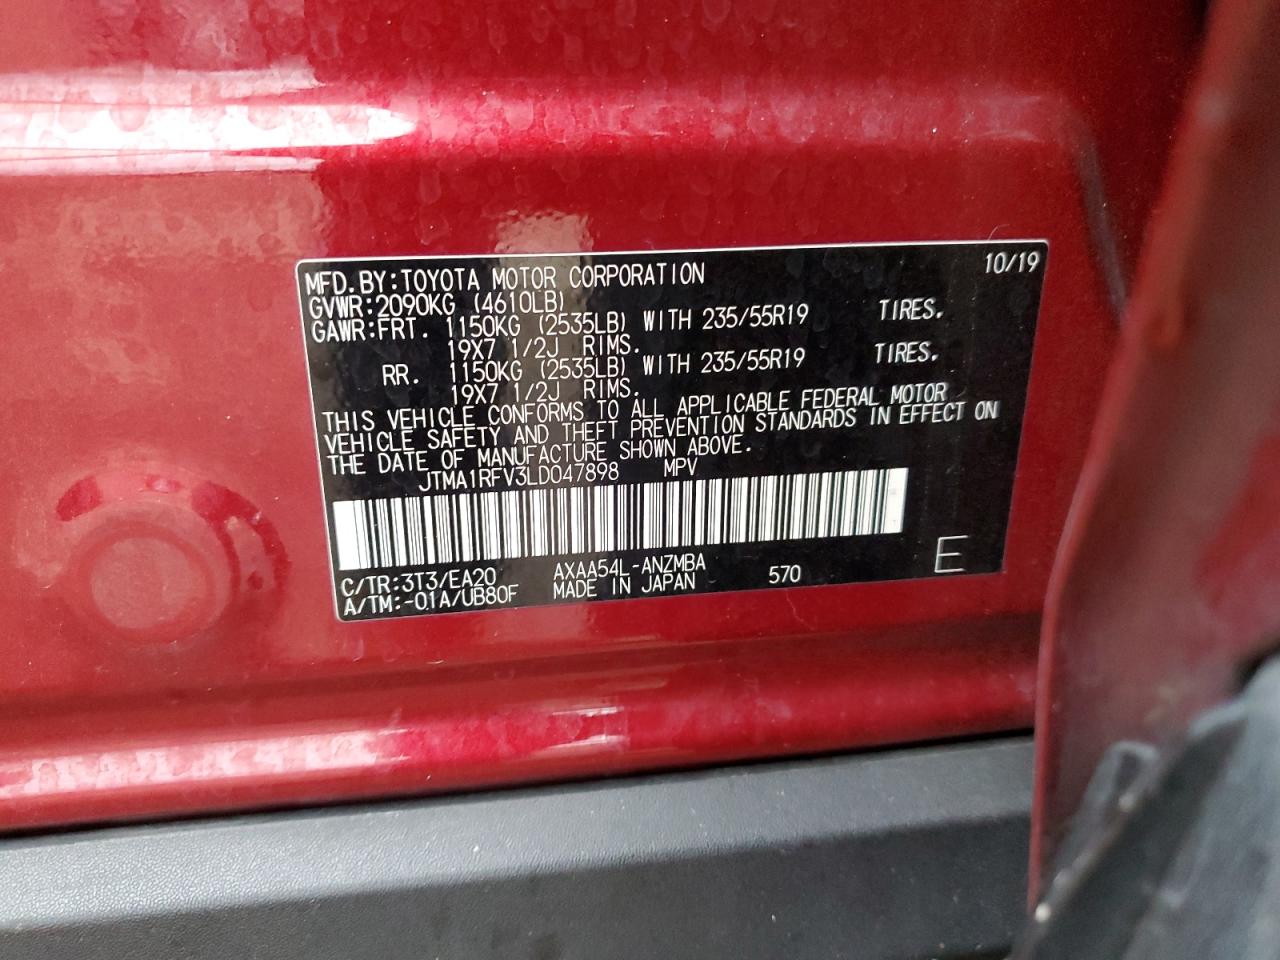 MFD.BY:TOYOTA MOTOR CORPORATION 10/19
GVWR:2090KG (4610LB)
GAWR:FRT. 1150KG (2535LB) WITH 235/55R19 TIRES.
19X7 1/2J RIMS.
RR. 1150KG (2535LB) WITH 235/55R19 TIRES.
19X7 1/2J RIMS.
THIS VEHICLE CONFORMS TO ALL APPLICABLE FEDERAL MOTOR
VEHICLE SAFETY AND THEFT PREVENTION STANDARDS IN EFFECT ON
THE DATE OF MANUFACTURE SHOWN ABOVE.
JTMA1RFV3LD047898 MPV
C/TR:3T3/EA20 AXAA54L-ANZMBA 570 E
A/TM:-01A/UB80F MADE IN JAPAN